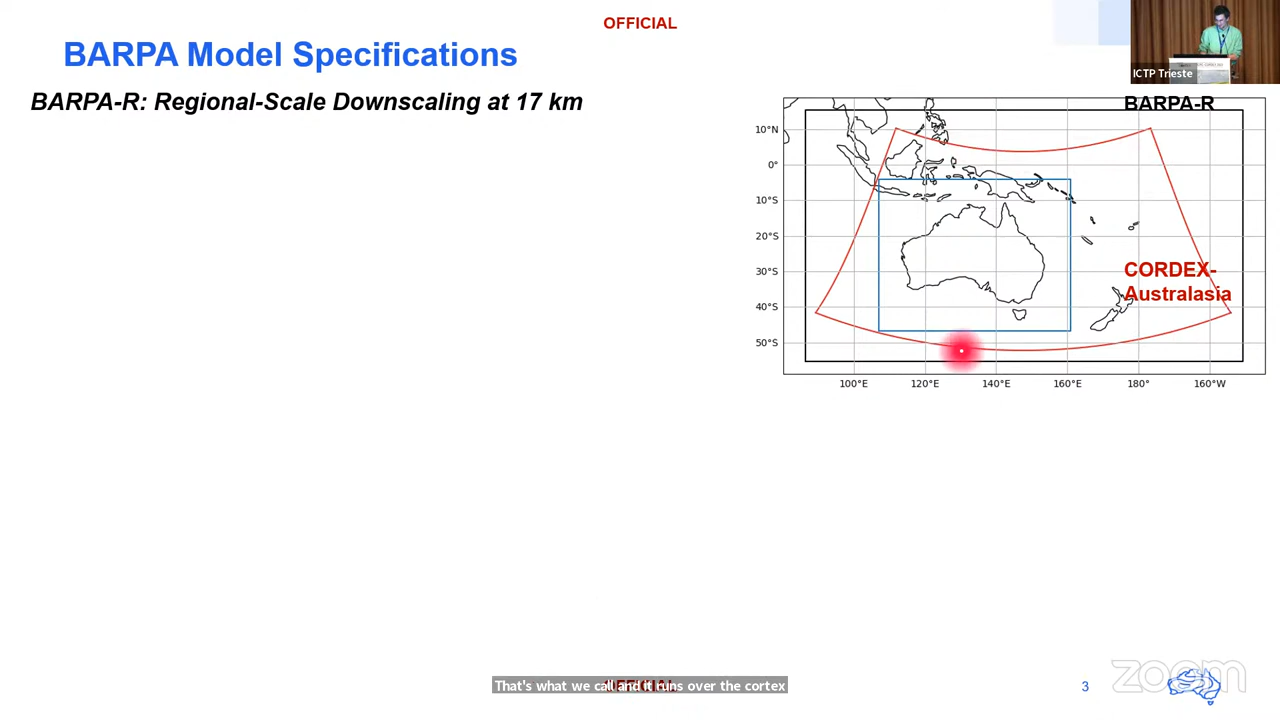 OFFICIAL
BARPA Model Specifications
BARPA-R: Regional-Scale Downscaling at 17 km
ICTP Trieste
BARPA-R
10°N
0°
10°S
20°S
30°S
40°S
50°S
CORDEX-
Australasia
100°E 120°E 140°E 160°E 180° 160°W
That's what we call and it runs over the cortex
OFFICIAL
3
zoom